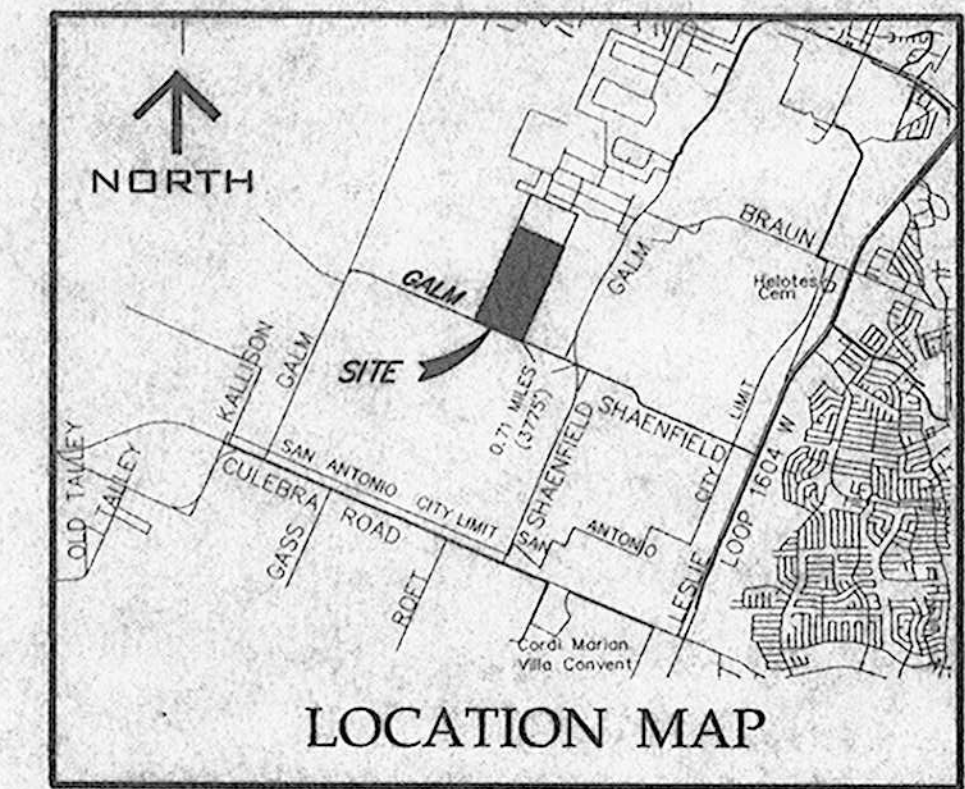 NORTH
BRAUN
GALM
GALM
Helotes
Cem
SITE
KALLISON
GALM
0.71 MILES
(3775')
SHAENFIELD
SHAENFIELD
LIMIT
CITY
SAN ANTONIO CITY LIMIT
SAN
ANTONIO
CULEBRA ROAD
OLD TALLEY
TALLEY
GASS
ROFT
LESLIE
LOOP 1604 W
Cordi Marian
Villa Convent
LOCATION MAP